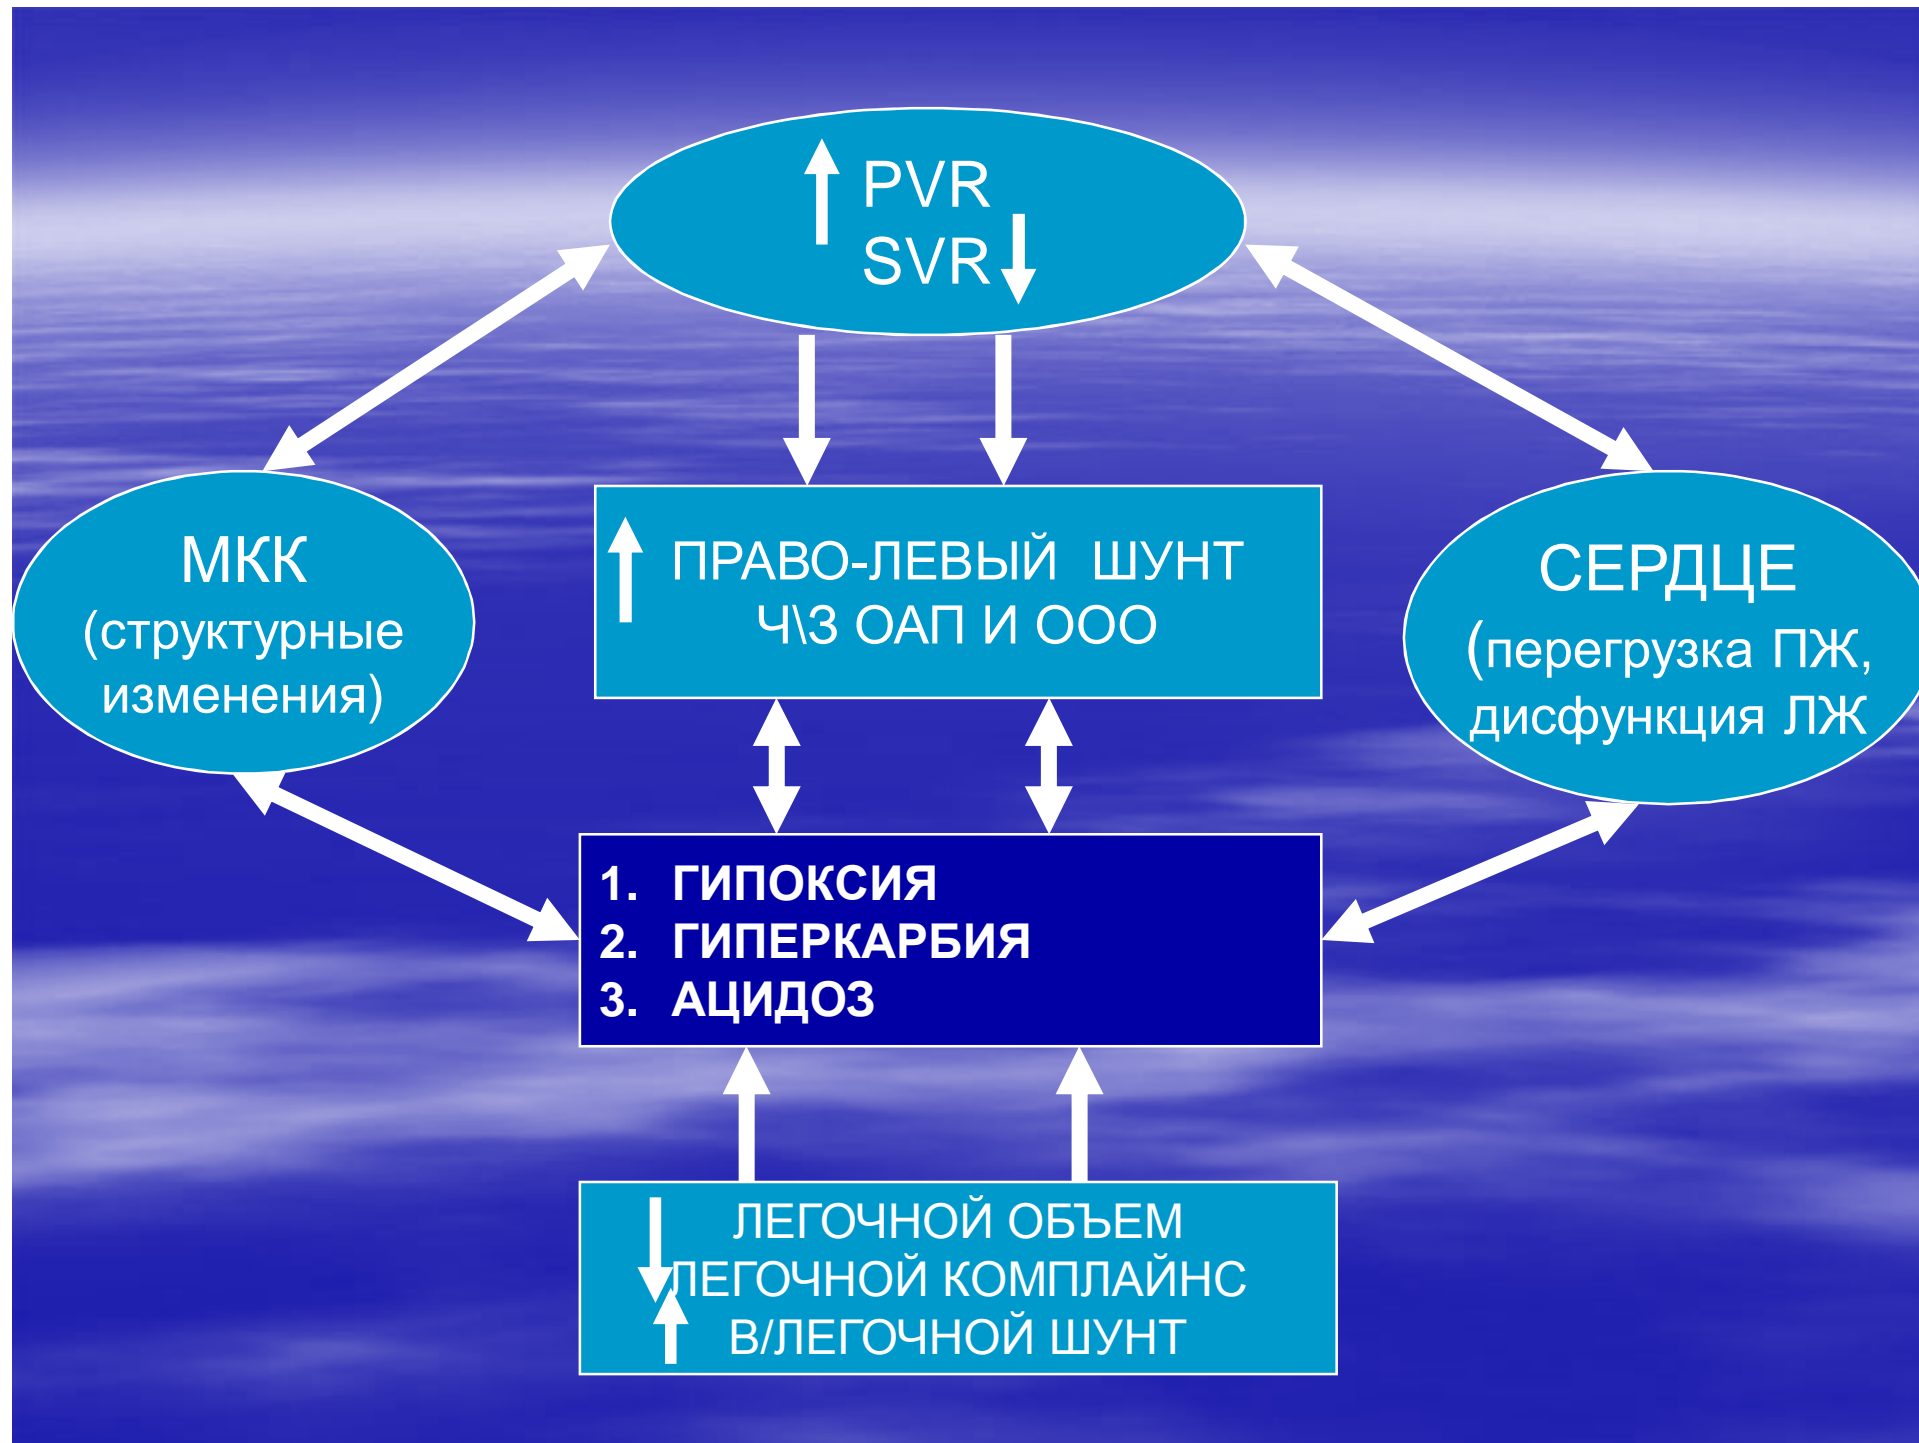 PVR
SVR
МКК
(структурные
изменения)
ПРАВО-ЛЕВЫЙ ШУНТ
Ч\З ОАП И ООО
СЕРДЦЕ
(перегрузка ПЖ,
дисфункция ЛЖ
1. ГИПОКСИЯ
2. ГИПЕРКАРБИЯ
3. АЦИДОЗ
ЛЕГОЧНОЙ ОБЪЕМ
ЛЕГОЧНОЙ КОМПЛАЙНС
В/ЛЕГОЧНОЙ ШУНТ